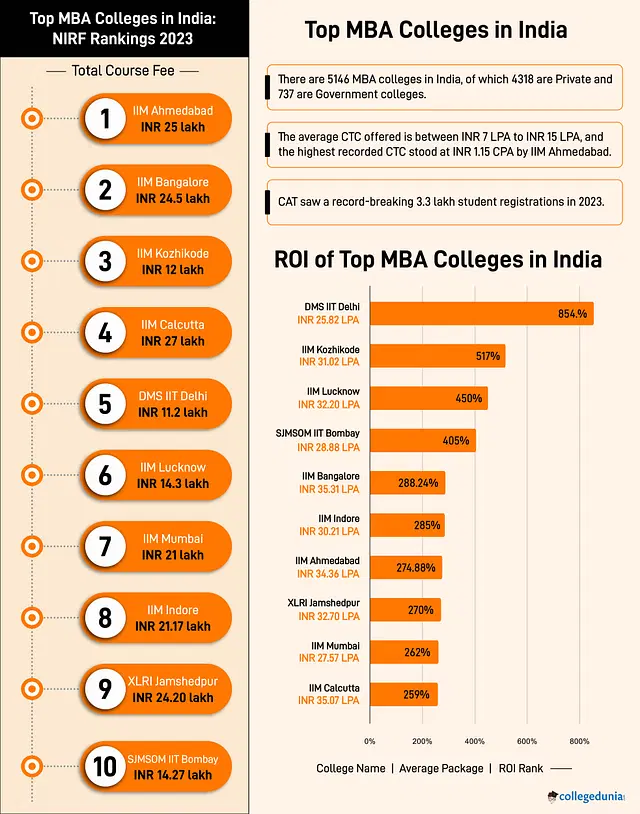 Top MBA Colleges in India:
NIRF Rankings 2023
Total Course Fee
1
IIM Ahmedabad
INR 25 lakh
2
IIM Bangalore
INR 24.5 lakh
3
IIM Kozhikode
INR 12 lakh
4
IIM Calcutta
INR 27 lakh
5
DMS IIT Delhi
INR 11.2 lakh
6
IIM Lucknow
INR 14.3 lakh
7
IIM Mumbai
INR 21 lakh
8
IIM Indore
INR 21.17 lakh
9
XLRI Jamshedpur
INR 24.20 lakh
10
SJMSOM IIT Bombay
INR 14.27 lakh
Top MBA Colleges in India
There are 5146 MBA colleges in India, of which 4318 are Private and
737 are Government colleges.
The average CTC offered is between INR 7 LPA to INR 15 LPA, and
the highest recorded CTC stood at INR 1.15 CPA by IIM Ahmedabad.
CAT saw a record-breaking 3.3 lakh student registrations in 2023.
ROI of Top MBA Colleges in India
DMS IIT Delhi
INR 25.82 LPA
854.%
IIM Kozhikode
INR 31.02 LPA
517%
IIM Lucknow
INR 32.20 LPA
450%
SJMSOM IIT Bombay
INR 28.88 LPA
405%
IIM Bangalore
INR 35.31 LPA
288.24%
IIM Indore
INR 30.21 LPA
285%
IIM Ahmedabad
INR 34.36 LPA
274.88%
XLRI Jamshedpur
INR 32.70 LPA
270%
IIM Mumbai
INR 27.57 LPA
262%
IIM Calcutta
INR 35.07 LPA
259%
0% 200% 400% 600% 800%
College Name | Average Package | ROI Rank
collegedunia